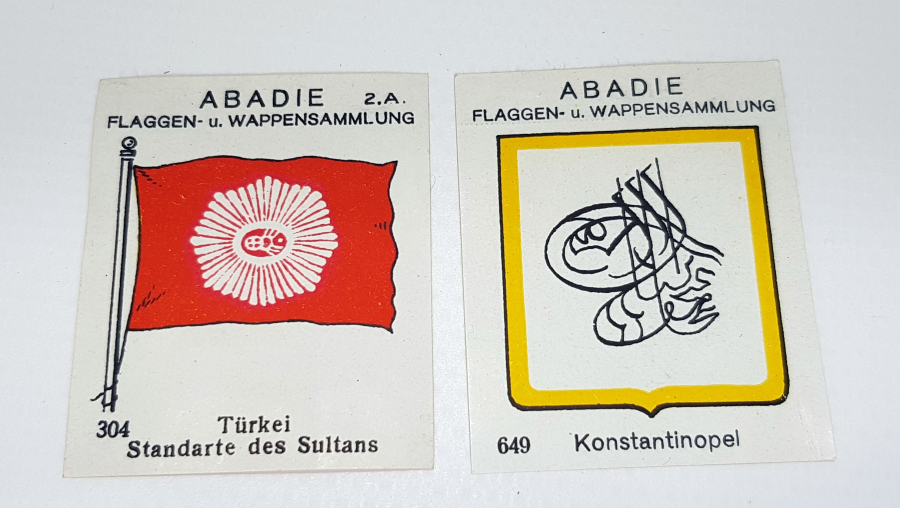 ABADIE 2.A.
FLAGGEN- u. WAPPENSAMMLUNG
304
Türkei
Standarte des Sultans
ABADIE
FLAGGEN- u. WAPPENSAMMLUNG
649 Konstantinopel